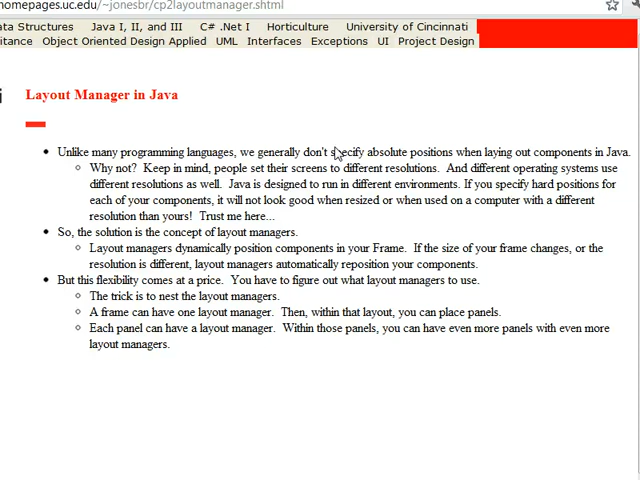 homepages.uc.edu/~jonesbr/cp2layoutmanager.shtml
ata Structures Java I, II, and III C# .Net I Horticulture University of Cincinnati
itance Object Oriented Design Applied UML Interfaces Exceptions UI Project Design
i
Layout Manager in Java
Unlike many programming languages, we generally don't specify absolute positions when laying out components in Java.
Why not? Keep in mind, people set their screens to different resolutions. And different operating systems use
different resolutions as well. Java is designed to run in different environments. If you specify hard positions for
each of your components, it will not look good when resized or when used on a computer with a different
resolution than yours! Trust me here...
So, the solution is the concept of layout managers.
Layout managers dynamically position components in your Frame. If the size of your frame changes, or the
resolution is different, layout managers automatically reposition your components.
But this flexibility comes at a price. You have to figure out what layout managers to use.
The trick is to nest the layout managers.
A frame can have one layout manager. Then, within that layout, you can place panels.
Each panel can have a layout manager. Within those panels, you can have even more panels with even more
layout managers.